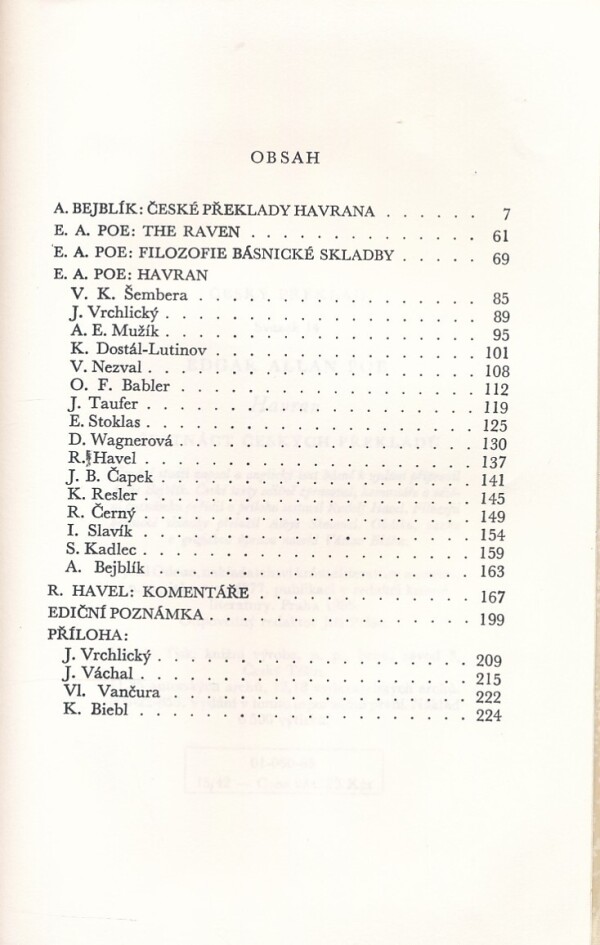 OBSAH
A. BEJBLÍK: ČESKÉ PŘEKLADY HAVRANA . . . . . . 7
E. A. POE: THE RAVEN . . . . . . . . . . . . . 61
E. A. POE: FILOZOFIE BÁSNICKÉ SKLADBY . . . . . 69
E. A. POE: HAVRAN
V. K. Šembera . . . . . . . . . . . . . . . 85
J. Vrchlický . . . . . . . . . . . . . . . . . 89
A. E. Mužík . . . . . . . . . . . . . . . . . 95
K. Dostál-Lutinov . . . . . . . . . . . . . . 101
V. Nezval . . . . . . . . . . . . . . . . . . 108
O. F. Babler . . . . . . . . . . . . . . . . 112
J. Taufer . . . . . . . . . . . . . . . . . . 119
E. Stoklas . . . . . . . . . . . . . . . . . 125
D. Wagnerová . . . . . . . . . . . . . . . . 130
R. Havel . . . . . . . . . . . . . . . . . . 137
J. B. Čapek . . . . . . . . . . . . . . . . . 141
K. Resler . . . . . . . . . . . . . . . . . . 145
R. Černý . . . . . . . . . . . . . . . . . . 149
I. Slavík . . . . . . . . . . . . . . . . . . 154
S. Kadlec . . . . . . . . . . . . . . . . . . 159
A. Bejblík . . . . . . . . . . . . . . . . . 163
R. HAVEL: KOMENTÁŘE . . . . . . . . . . . . . 167
EDIČNÍ POZNÁMKA . . . . . . . . . . . . . . . 199
PŘÍLOHA:
J. Vrchlický . . . . . . . . . . . . . . . . 209
J. Váchal . . . . . . . . . . . . . . . . . . 215
Vl. Vančura . . . . . . . . . . . . . . . . . 222
K. Biebl . . . . . . . . . . . . . . . . . . 224